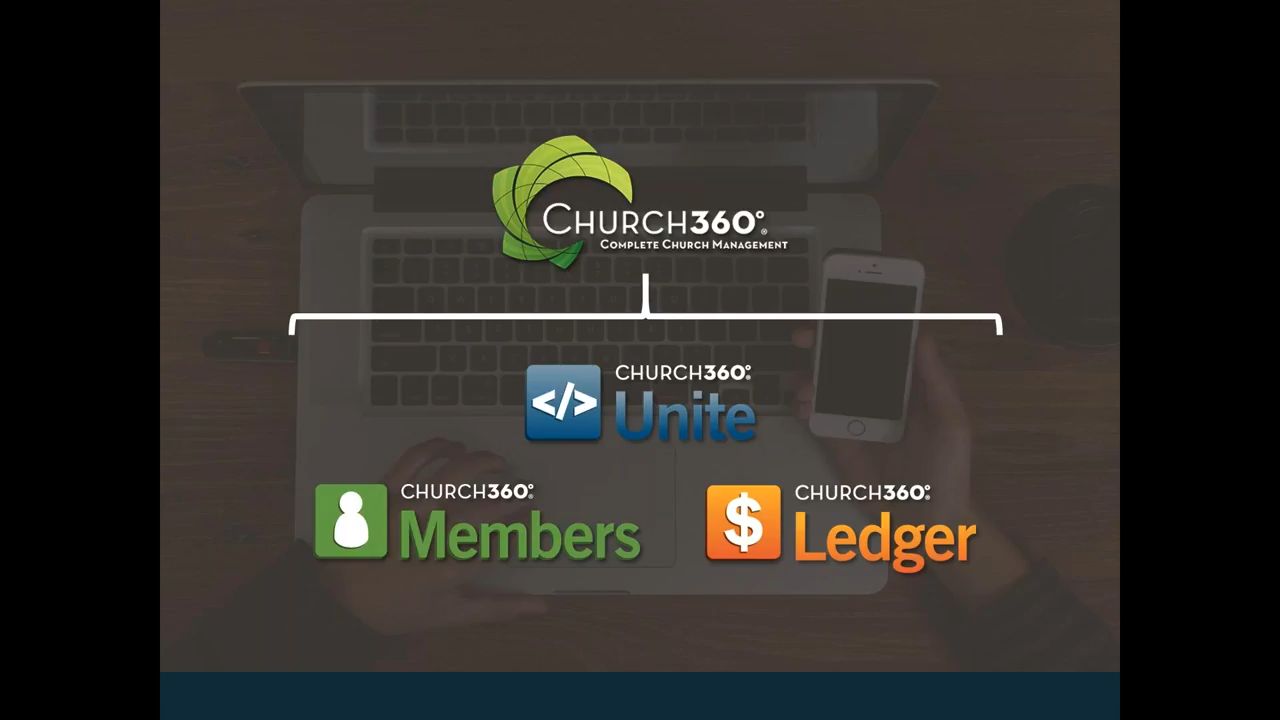 CHURCH360°®
COMPLETE CHURCH MANAGEMENT
</>
CHURCH360°®
Unite
CHURCH360°®
Members
$
CHURCH360°®
Ledger